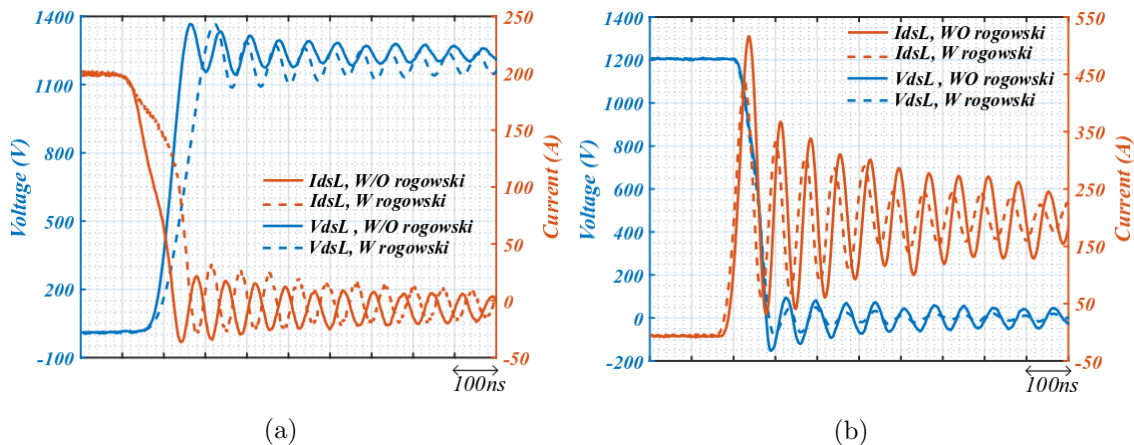 1400
1100
800
500
200
-100
Voltage (V)
250
200
150
100
50
0
-50
Current (A)
IdsL, W/O rogowski
IdsL, W rogowski
VdsL , W/O rogowski
VdsL, W rogowski
100ns
(a)
1400
1200
1000
800
600
400
200
0
-200
Voltage (V)
550
450
350
250
150
50
-50
Current (A)
IdsL, WO rogowski
IdsL, W rogowski
VdsL , WO rogowski
VdsL, W rogowski
100ns
(b)